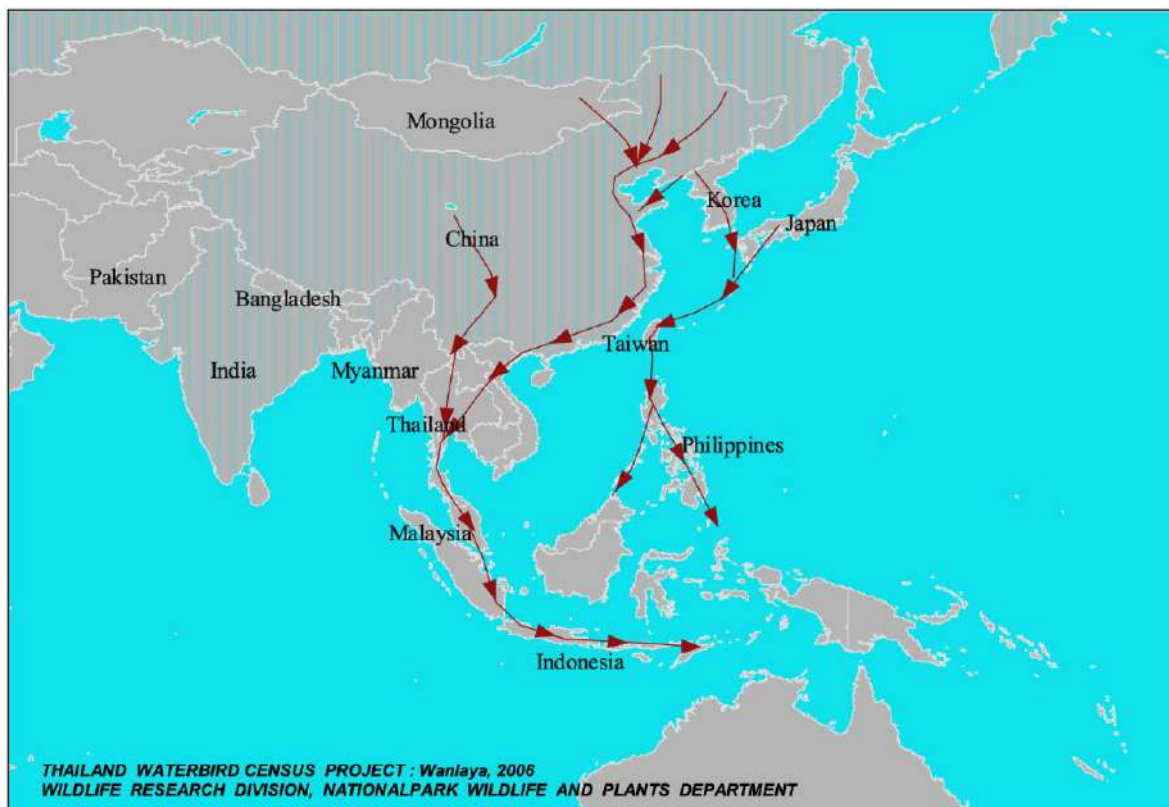 Mongolia
Korea
Japan
China
Pakistan
Bangladesh
Taiwan
India
Myanmar
Thailand
Philippines
Malaysia
Indonesia
THAILAND WATERBIRD CENSUS PROJECT : Waniaya, 2006
WILDLIFE RESEARCH DIVISION, NATIONALPARK WILDLIFE AND PLANTS DEPARTMENT